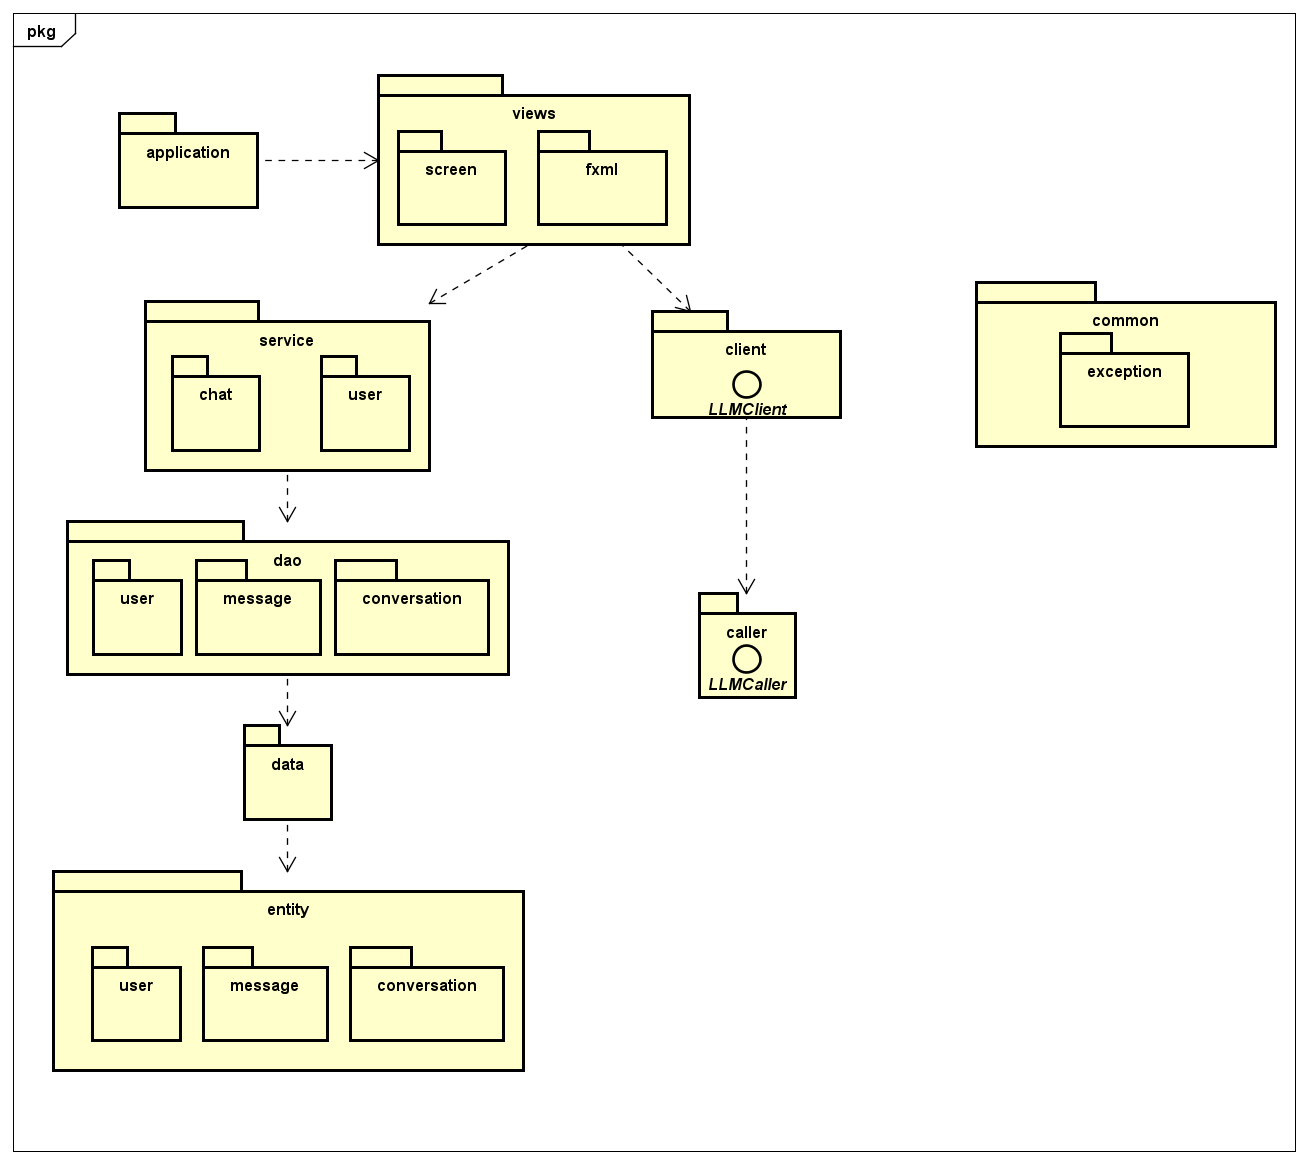 pkg
views
application
screen
fxml
service
chat
user
client
LLMClient
common
exception
dao
user
message
conversation
caller
LLMCaller
data
entity
user
message
conversation